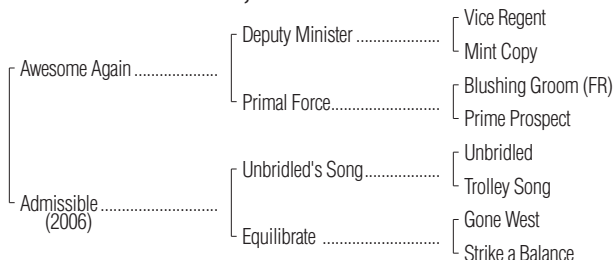 Vice Regent
Deputy Minister ....................
Mint Copy
Awesome Again ....................
Blushing Groom (FR)
Primal Force..........................
Prime Prospect
Unbridled
Unbridled's Song..................
Trolley Song
Admissible ............................
(2006)
Gone West
Equilibrate ............................
Strike a Balance